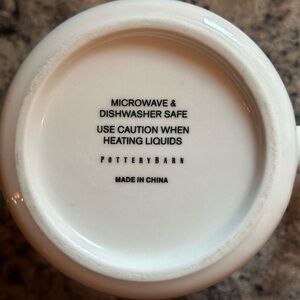 MICROWAVE &
DISHWASHER SAFE
USE CAUTION WHEN
HEATING LIQUIDS
POTTERYBARN
MADE IN CHINA